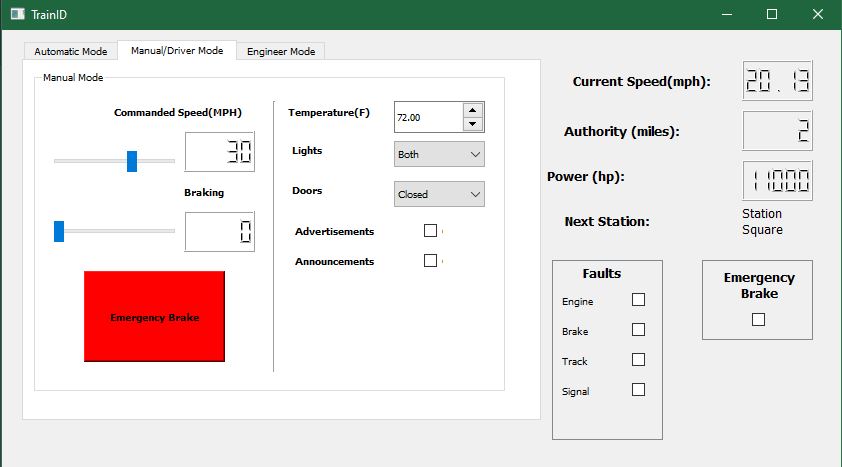 TrainID
Automatic Mode
Manual/Driver Mode
Engineer Mode
Manual Mode
Commanded Speed(MPH)
30
Braking
0
Emergency Brake
Temperature(F)
72.00
Lights
Both
Doors
Closed
Advertisements
Announcements
Current Speed(mph):
20.13
Authority (miles):
2
Power (hp):
11000
Next Station:
Station
Square
Faults
Engine
Brake
Track
Signal
Emergency
Brake